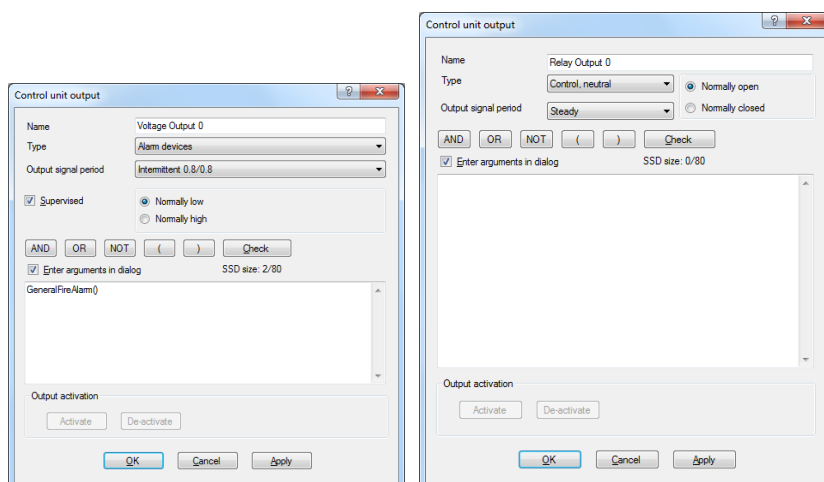 Control unit output
Name
Voltage Output 0
Type
Alarm devices
Output signal period
Intermittent 0.8/0.8
Supervised
Normally low
Normally high
AND OR NOT ( ) Check
Enter arguments in dialog SSD size: 2/80
GeneralFireAlarm()
Output activation
Activate De-activate
OK Cancel Apply
Control unit output
Name
Relay Output 0
Type
Control, neutral
Normally open
Output signal period
Steady
Normally closed
AND OR NOT ( ) Check
Enter arguments in dialog SSD size: 0/80
Output activation
Activate De-activate
OK Cancel Apply